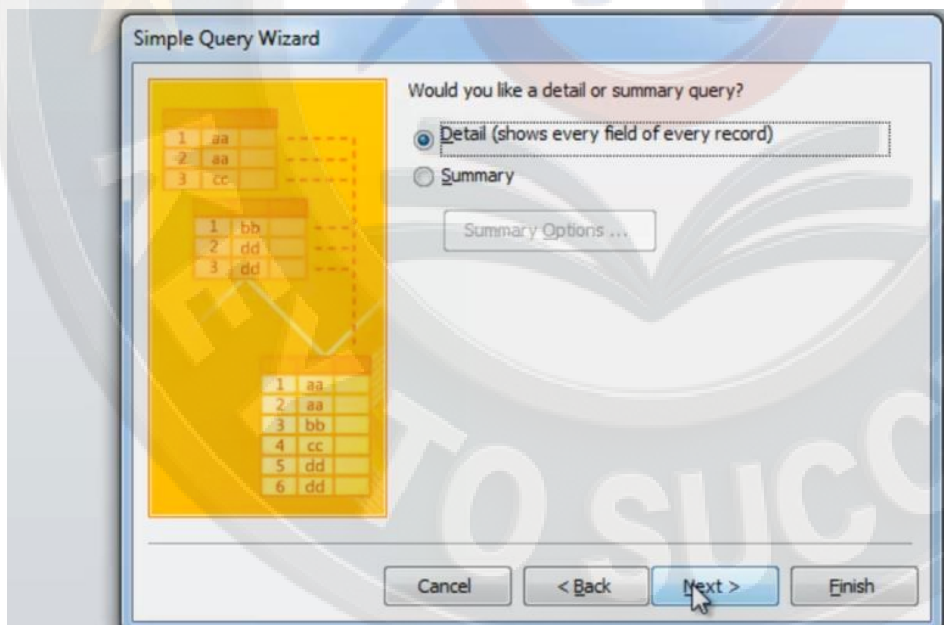 Simple Query Wizard
Would you like a detail or summary query?
Detail (shows every field of every record)
Summary
Summary Options ...
1 aa
2 aa
3 cc
1 bb
2 dd
3 dd
1 aa
2 aa
3 bb
4 cc
5 dd
6 dd
TO SUCC
Cancel
< Back
Next >
Finish